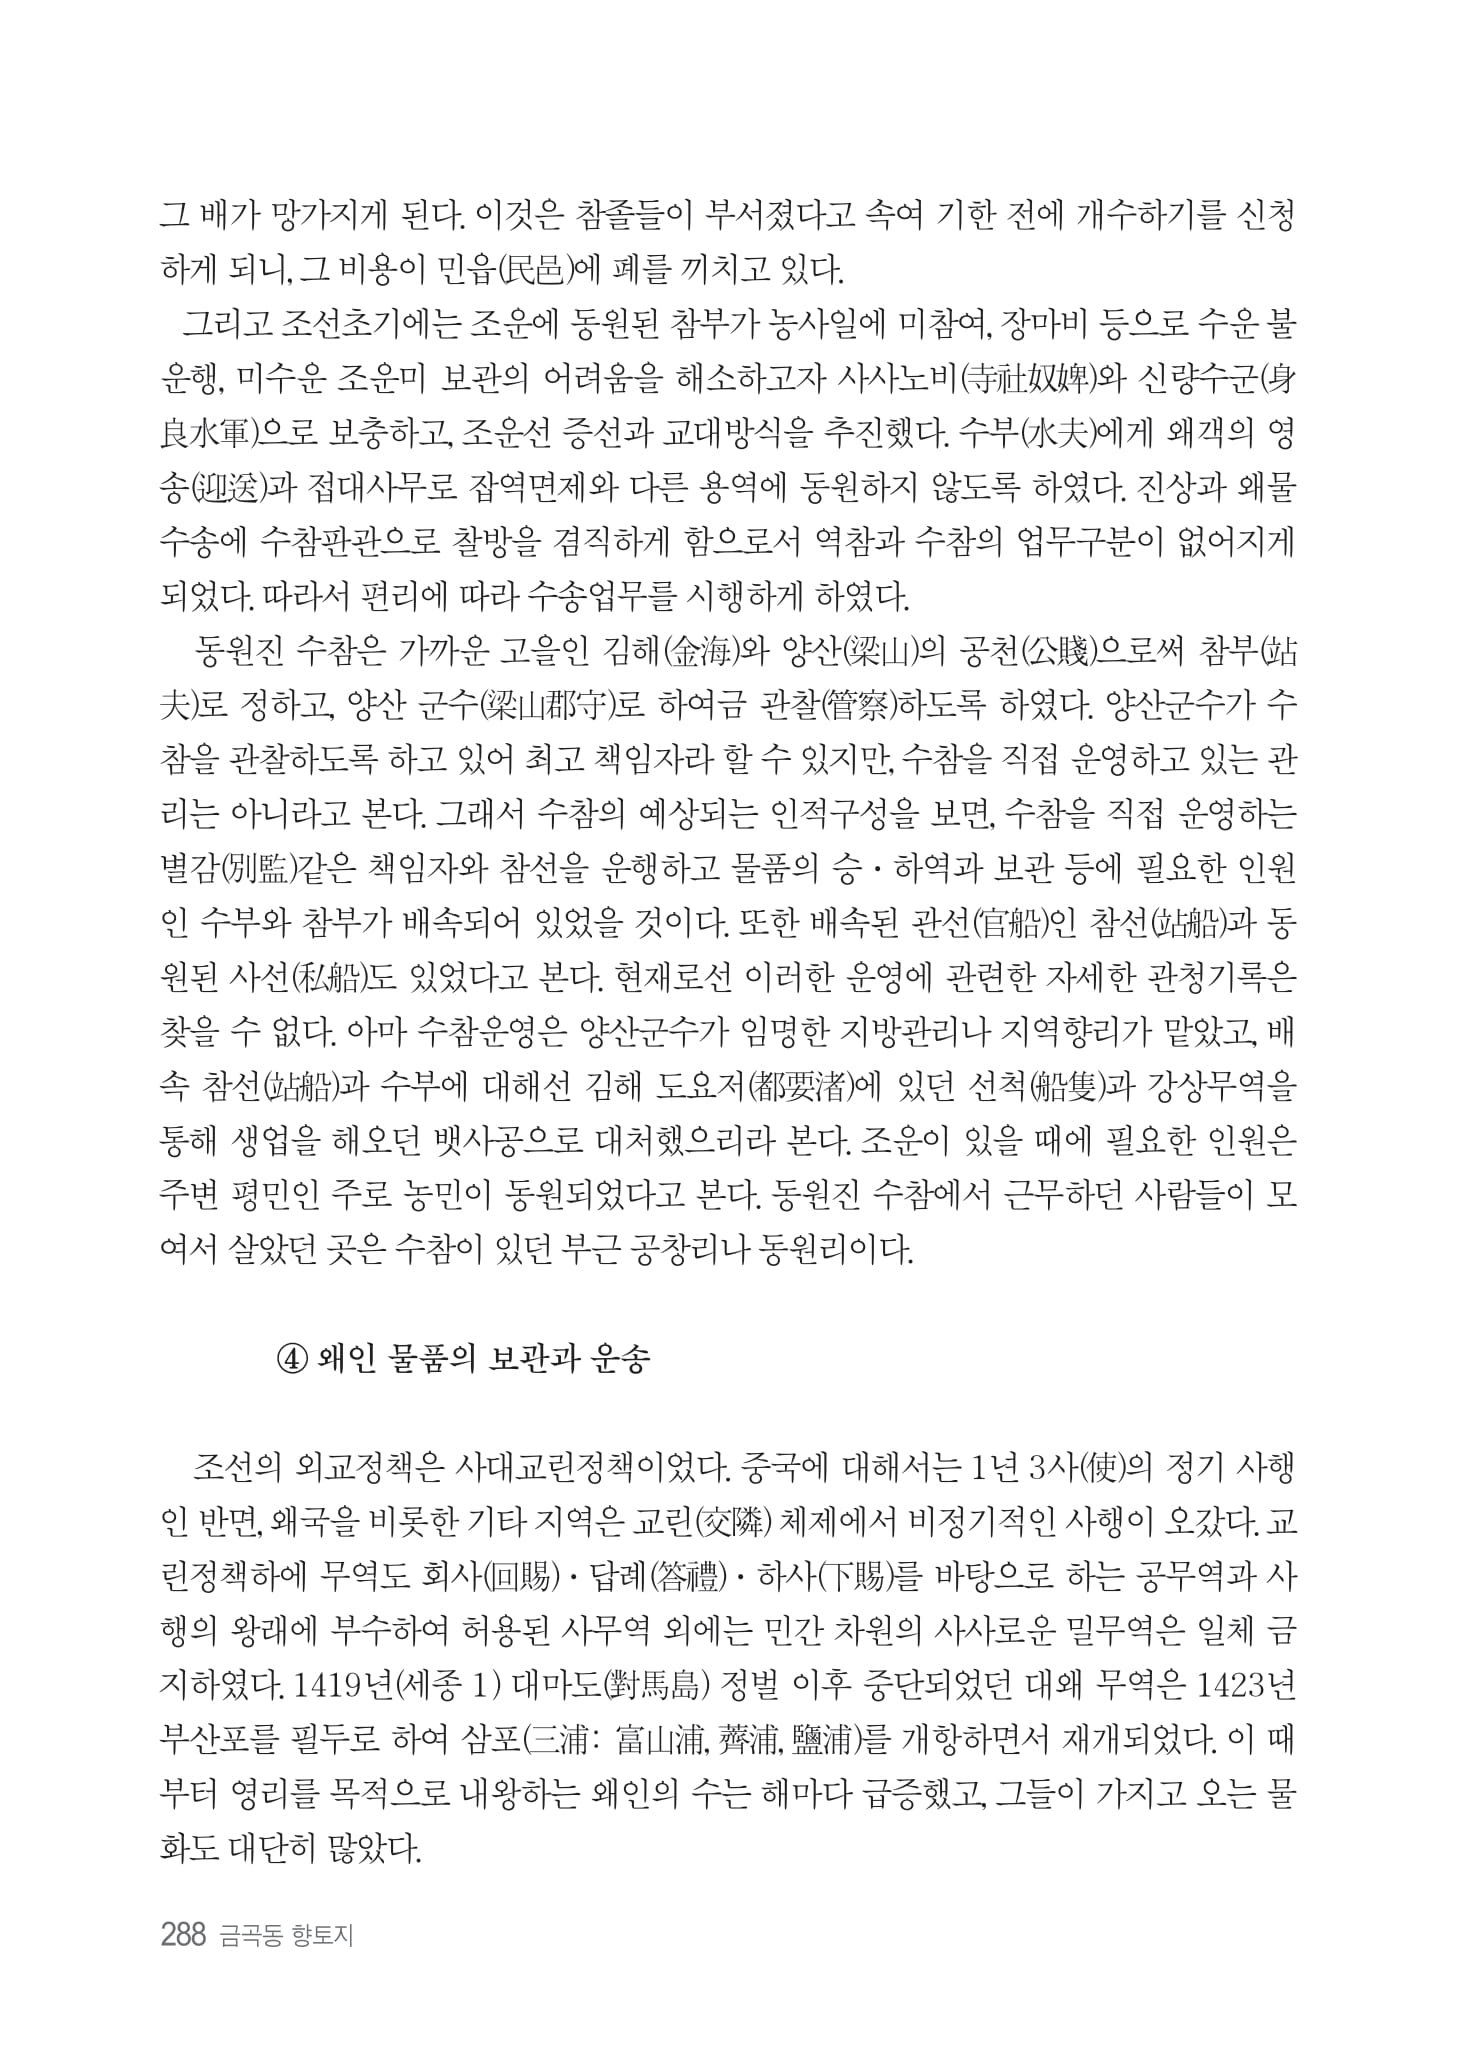 그 배가 망가지게 된다. 이것은 참졸들이 부서졌다고 속여 기한 전에 개수하기를 신청
하게 되니, 그 비용이 민읍(民邑)에 폐를 끼치고 있다.
그리고 조선초기에는 조운에 동원된 참부가 농사일에 미참여, 장마비 등으로 수운 불
운행, 미수운 조운미 보관의 어려움을 해소하고자 사사노비(寺社奴婢)와 신량수군(身
良水軍)으로 보충하고, 조운선 증선과 교대방식을 추진했다. 수부(水夫)에게 왜객의 영
송(迎送)과 접대사무로 잡역면제와 다른 용역에 동원하지 않도록 하였다. 진상과 왜물
수송에 수참판관으로 찰방을 겸직하게 함으로서 역참과 수참의 업무구분이 없어지게
되었다. 따라서 편리에 따라 수송업무를 시행하게 하였다.
동원진 수참은 가까운 고을인 김해(金海)와 양산(梁山)의 공천(公賤)으로써 참부(站
夫)로 정하고, 양산 군수(梁山郡守)로 하여금 관찰(管察)하도록 하였다. 양산군수가 수
참을 관찰하도록 하고 있어 최고 책임자라 할 수 있지만, 수참을 직접 운영하고 있는 관
리는 아니라고 본다. 그래서 수참의 예상되는 인적구성을 보면, 수참을 직접 운영하는
별감(別監)같은 책임자와 참선을 운행하고 물품의 승·하역과 보관 등에 필요한 인원
인 수부와 참부가 배속되어 있었을 것이다. 또한 배속된 관선(官船)인 참선(站船)과 동
원된 사선(私船)도 있었다고 본다. 현재로선 이러한 운영에 관련한 자세한 관청기록은
찾을 수 없다. 아마 수참운영은 양산군수가 임명한 지방관리나 지역향리가 맡았고, 배
속 참선(站船)과 수부에 대해선 김해 도요저(都要渚)에 있던 선척(船隻)과 강상무역을
통해 생업을 해오던 뱃사공으로 대처했으리라 본다. 조운이 있을 때에 필요한 인원은
주변 평민인 주로 농민이 동원되었다고 본다. 동원진 수참에서 근무하던 사람들이 모
여서 살았던 곳은 수참이 있던 부근 공창리나 동원리이다.
④ 왜인 물품의 보관과 운송
조선의 외교정책은 사대교린정책이었다. 중국에 대해서는 1년 3사(使)의 정기 사행
인 반면, 왜국을 비롯한 기타 지역은 교린(交隣) 체제에서 비정기적인 사행이 오갔다. 교
린정책하에 무역도 회사(回賜)·답례(答禮)·하사(下賜)를 바탕으로 하는 공무역과 사
행의 왕래에 부수하여 허용된 사무역 외에는 민간 차원의 사사로운 밀무역은 일체 금
지하였다. 1419년(세종 1) 대마도(對馬島) 정벌 이후 중단되었던 대왜 무역은 1423년
부산포를 필두로 하여 삼포(三浦: 富山浦, 薺浦, 鹽浦)를 개항하면서 재개되었다. 이 때
부터 영리를 목적으로 내왕하는 왜인의 수는 해마다 급증했고, 그들이 가지고 오는 물
화도 대단히 많았다.
288 금곡동 향토지